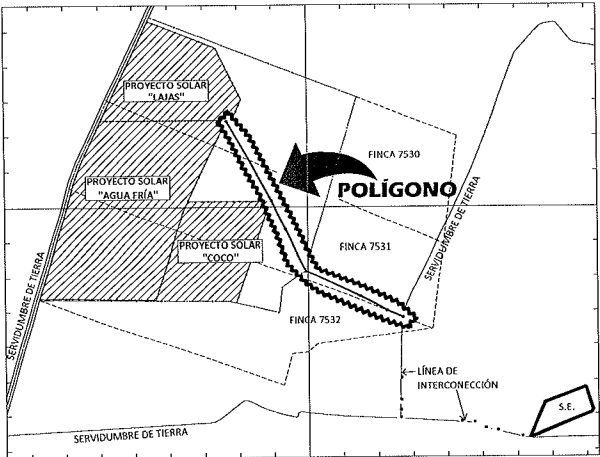 PROYECTO SOLAR
"LAJAS"
FINCA 7530
PROYECTO SOLAR
"AGUA FRÍA"
POLÍGONO
SERVIDUMBRE DE TIERRA
PROYECTO SOLAR
"COCO"
FINCA 7531
SERVIDUMBRE DE TIERRA
FINCA 7532
LÍNEA DE
INTERCONECCIÓN
S.E.
SERVIDUMBRE DE TIERRA